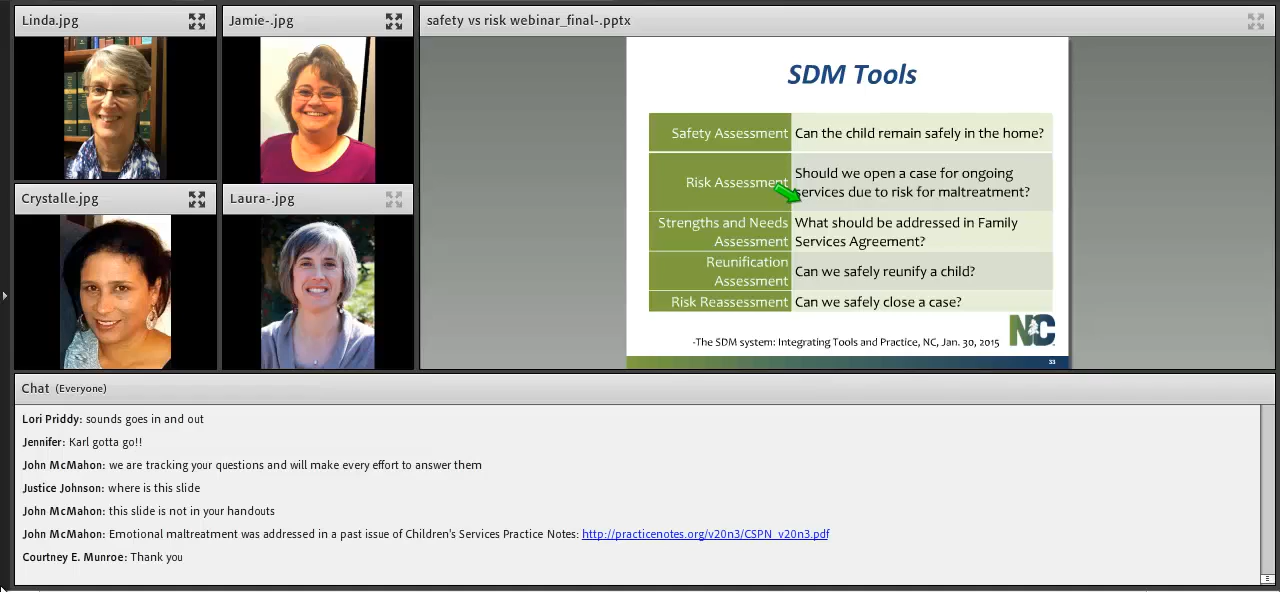 Linda.jpg
Jamie-.jpg
safety vs risk webinar_final-.pptx
Crystalle.jpg
Laura-.jpg
SDM Tools
Safety Assessment
Can the child remain safely in the home?
Risk Assessment
Should we open a case for ongoing
services due to risk for maltreatment?
Strengths and Needs
Assessment
What should be addressed in Family
Services Agreement?
Reunification
Assessment
Can we safely reunify a child?
Risk Reassessment
Can we safely close a case?
NC
-The SDM system: Integrating Tools and Practice, NC, Jan. 30, 2015
33
Chat (Everyone)
Lori Priddy: sounds goes in and out
Jennifer: Karl gotta go!!
John McMahon: we are tracking your questions and will make every effort to answer them
Justice Johnson: where is this slide
John McMahon: this slide is not in your handouts
John McMahon: Emotional maltreatment was addressed in a past issue of Children's Services Practice Notes: http://practicenotes.org/v20n3/CSPN_v20n3.pdf
Courtney E. Munroe: Thank you